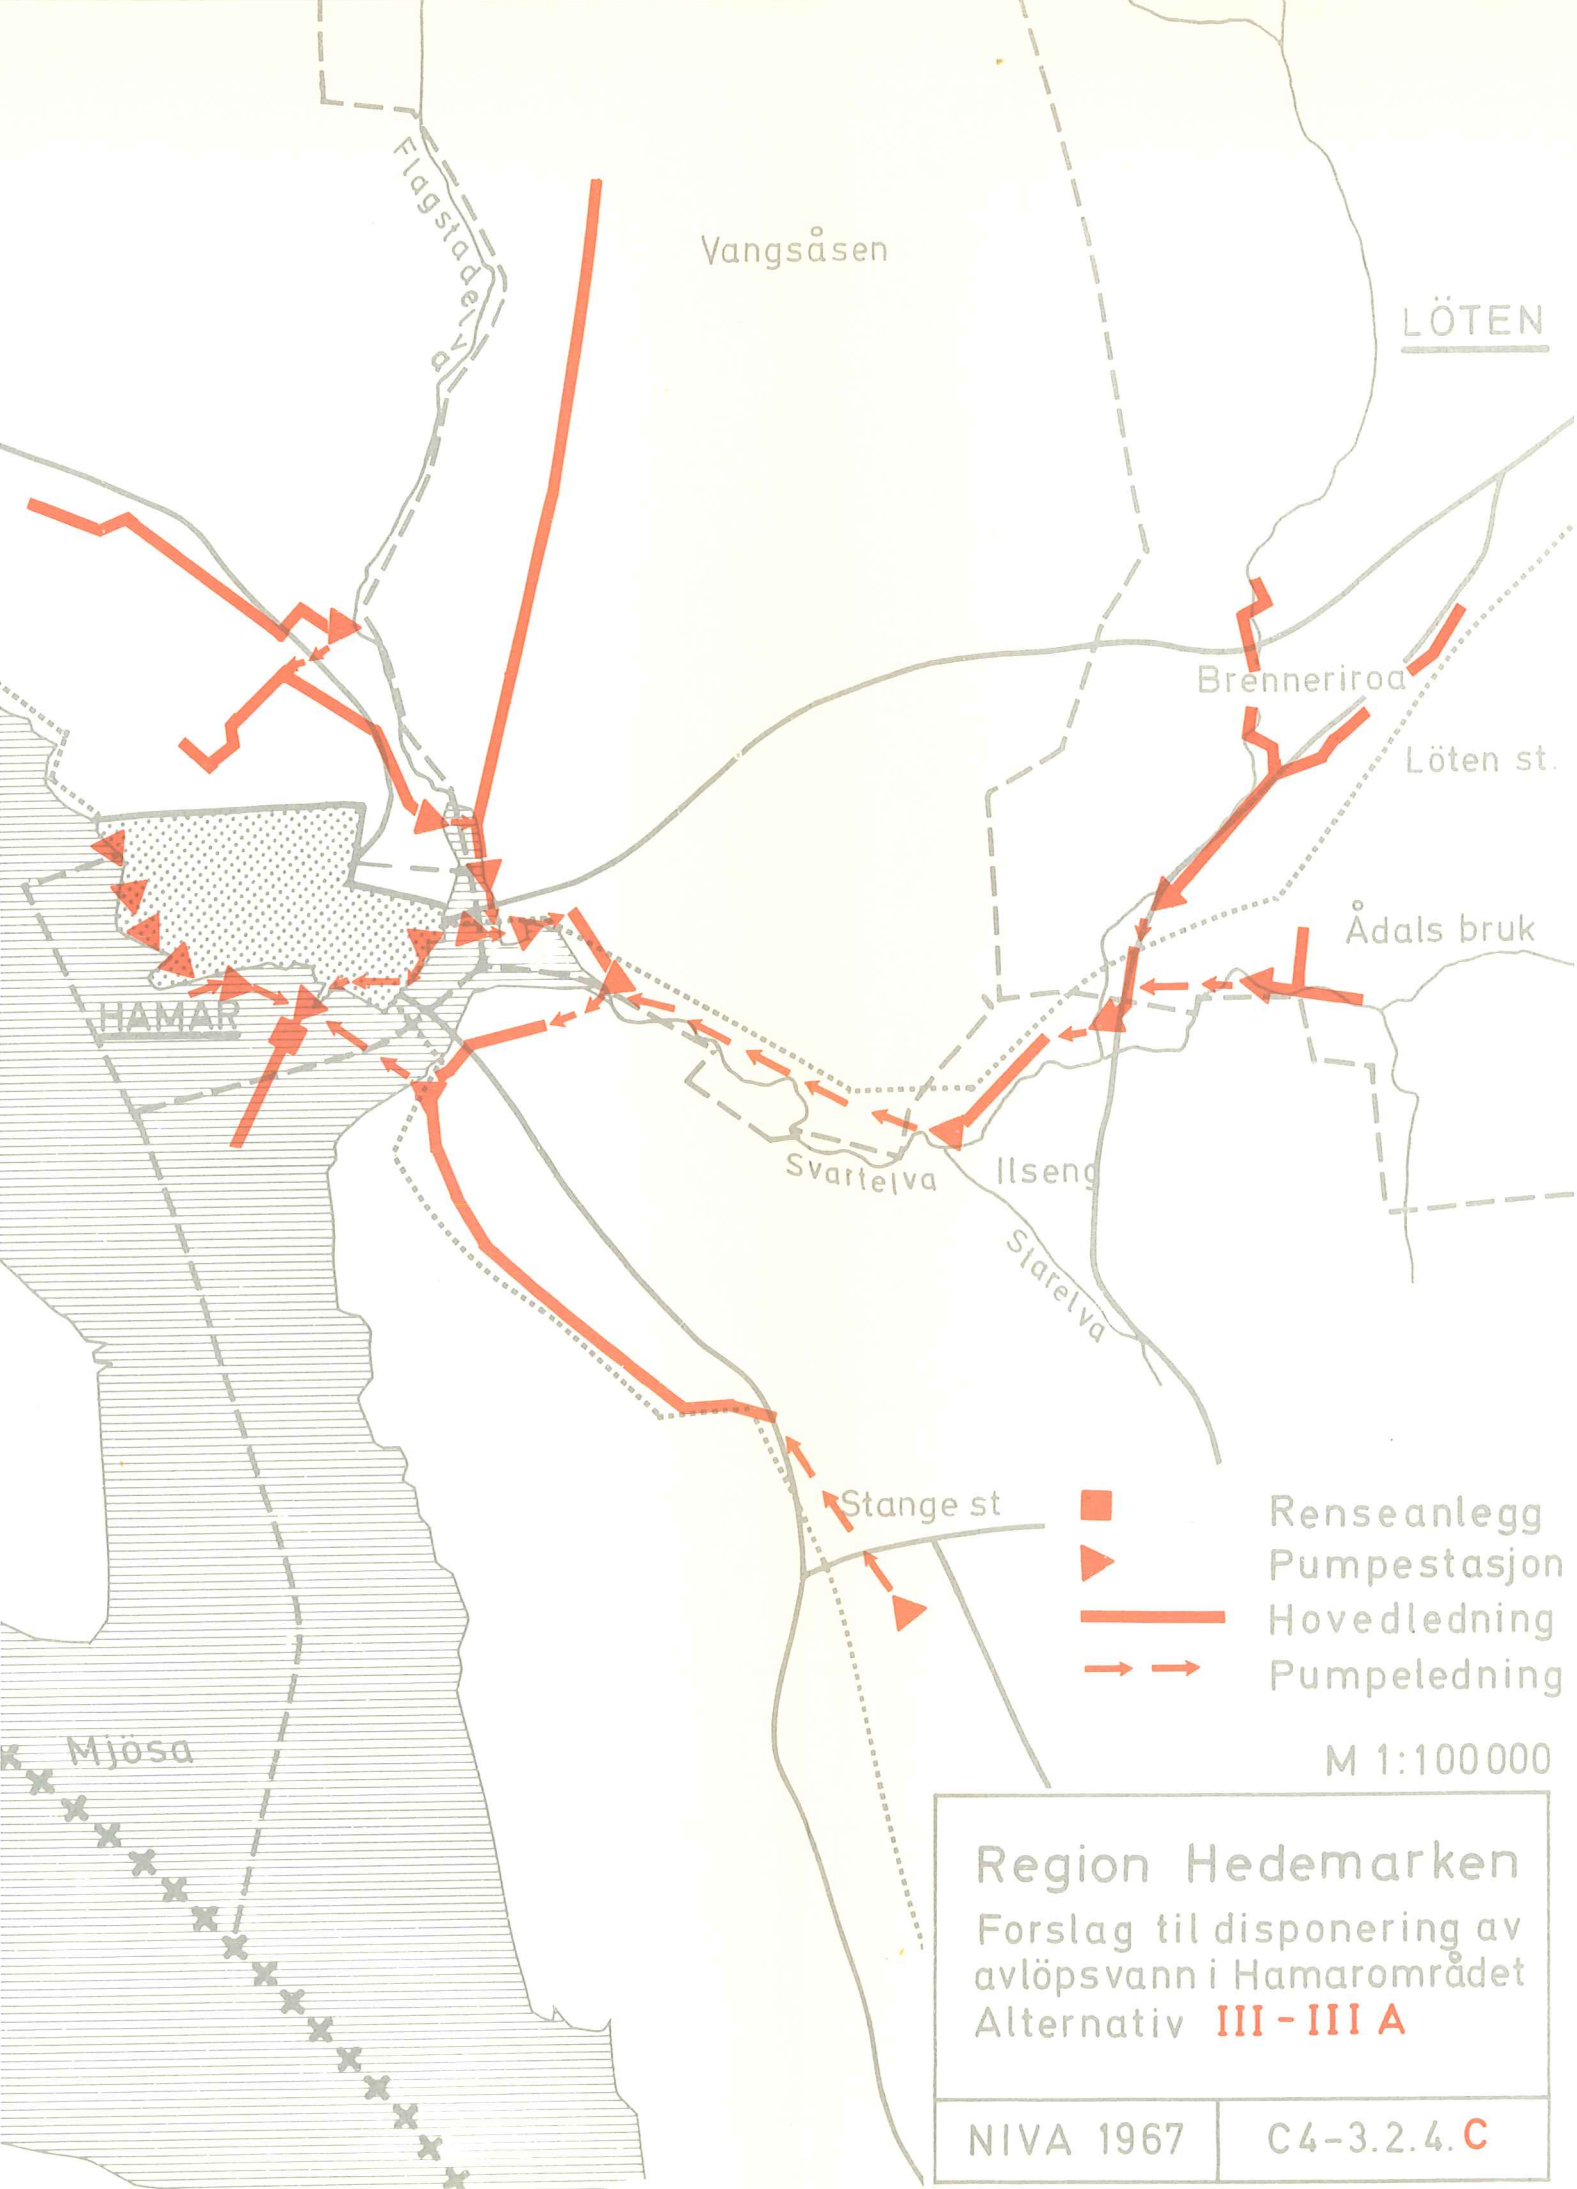 Flagstadelva
Vangsåsen
LÖTEN
Brenneriroa
Löten st.
Ådals bruk
HAMAR
Svartelva
Ilseng
Starelva
Stange st
Renseanlegg
Pumpestasjon
Hovedledning
Pumpeledning
Mjösa
M 1:100000
Region Hedemarken
Forslag til disponering av
avlöpsvann i Hamarområdet
Alternativ III-III A
NIVA 1967
C4-3.2.4.C